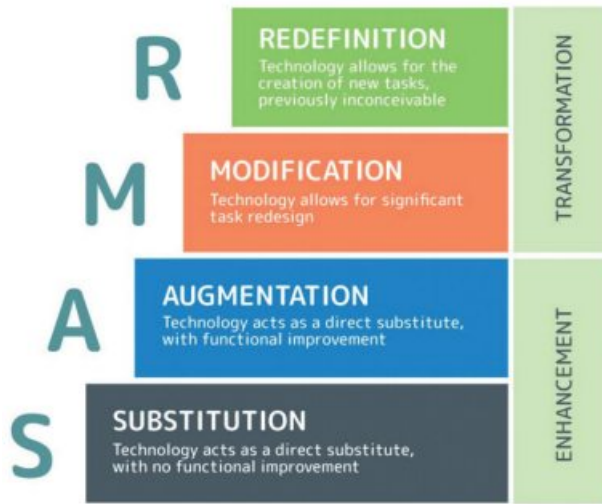 R
REDEFINITION
Technology allows for the
creation of new tasks,
previously inconceivable
M
MODIFICATION
Technology allows for significant
task redesign
TRANSFORMATION
A
AUGMENTATION
Technology acts as a direct substitute,
with functional improvement
S
SUBSTITUTION
Technology acts as a direct substitute,
with no functional improvement
ENHANCEMENT